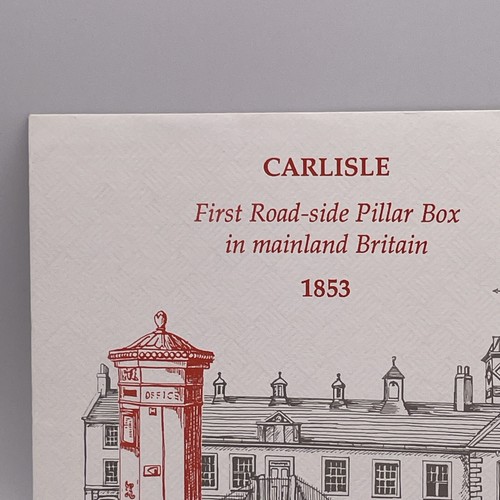 CARLISLE
First Road-side Pillar Box
in mainland Britain
1853
OFFICE